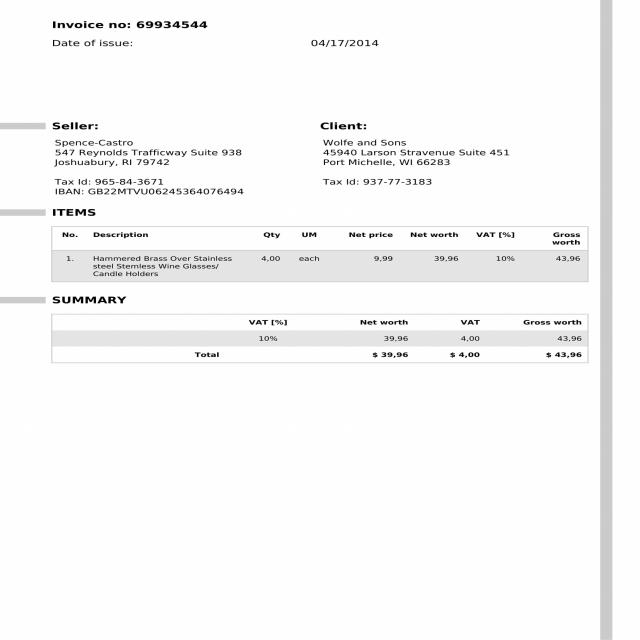 Invoice no: 69934544
Date of issue: 04/17/2014
Seller: Client:
Spence-Castro Wolfe and Sons
547 Reynolds Trafficway Suite 938 45940 Larson Stravenue Suite 451
Joshuabury, RI 79742 Port Michelle, WI 66283
Tax Id: 965-84-3671 Tax Id: 937-77-3183
IBAN: GB22MTVU06245364076494
ITEMS
No. Description Qty UM Net price Net worth VAT [%] Gross
worth
1. Hammered Brass Over Stainless 4,00 each 9,99 39,96 10% 43,96
steel Stemless Wine Glasses/
Candle Holders
SUMMARY
VAT [%] Net worth VAT Gross worth
10% 39,96 4,00 43,96
Total $ 39,96 $ 4,00 $ 43,96